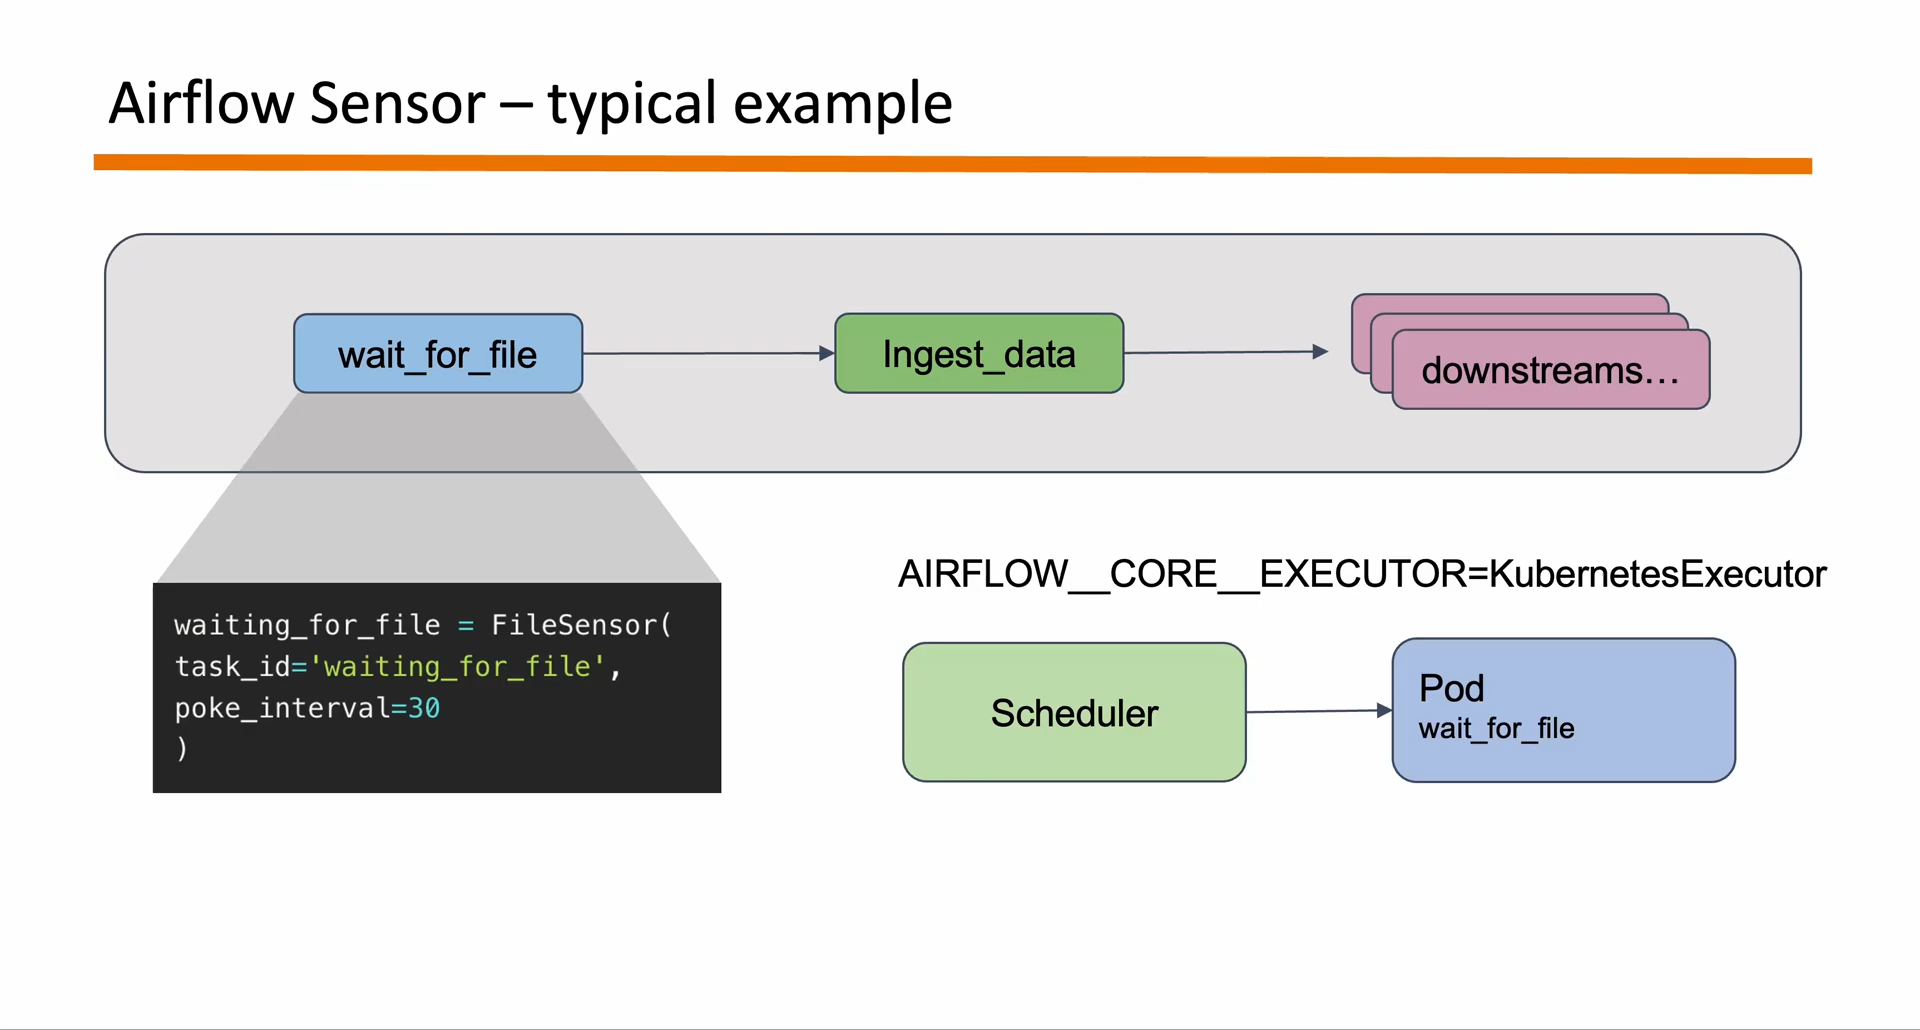 Airflow Sensor – typical example
wait_for_file
Ingest_data
downstreams…
waiting_for_file = FileSensor(
task_id='waiting_for_file',
poke_interval=30
)
AIRFLOW__CORE__EXECUTOR=KubernetesExecutor
Scheduler
Pod
wait_for_file